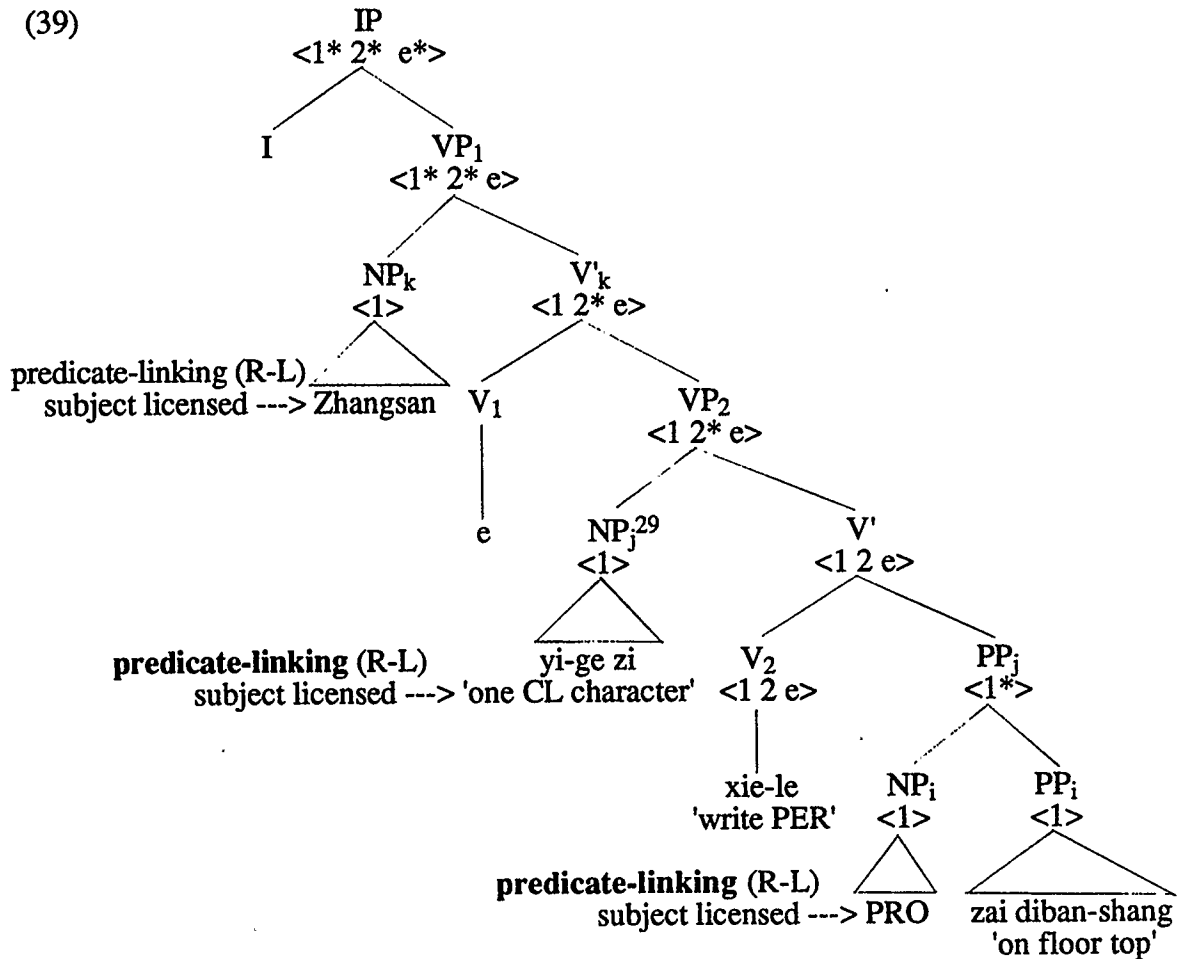 (39)
IP
<1* 2* e*>
I
VP1
<1* 2* e>
NPk
<1>
V'k
<1 2* e>
predicate-linking (R-L)
subject licensed ---> Zhangsan
V1
VP2
<1 2* e>
e
NPj29
<1>
V'
<1 2 e>
predicate-linking (R-L)
yi-ge zi
subject licensed ---> 'one CL character'
V2
<1 2 e>
PPj
<1*>
xie-le
'write PER'
NPi
<1>
PPi
<1>
predicate-linking (R-L)
subject licensed ---> PRO
zai diban-shang
'on floor top'